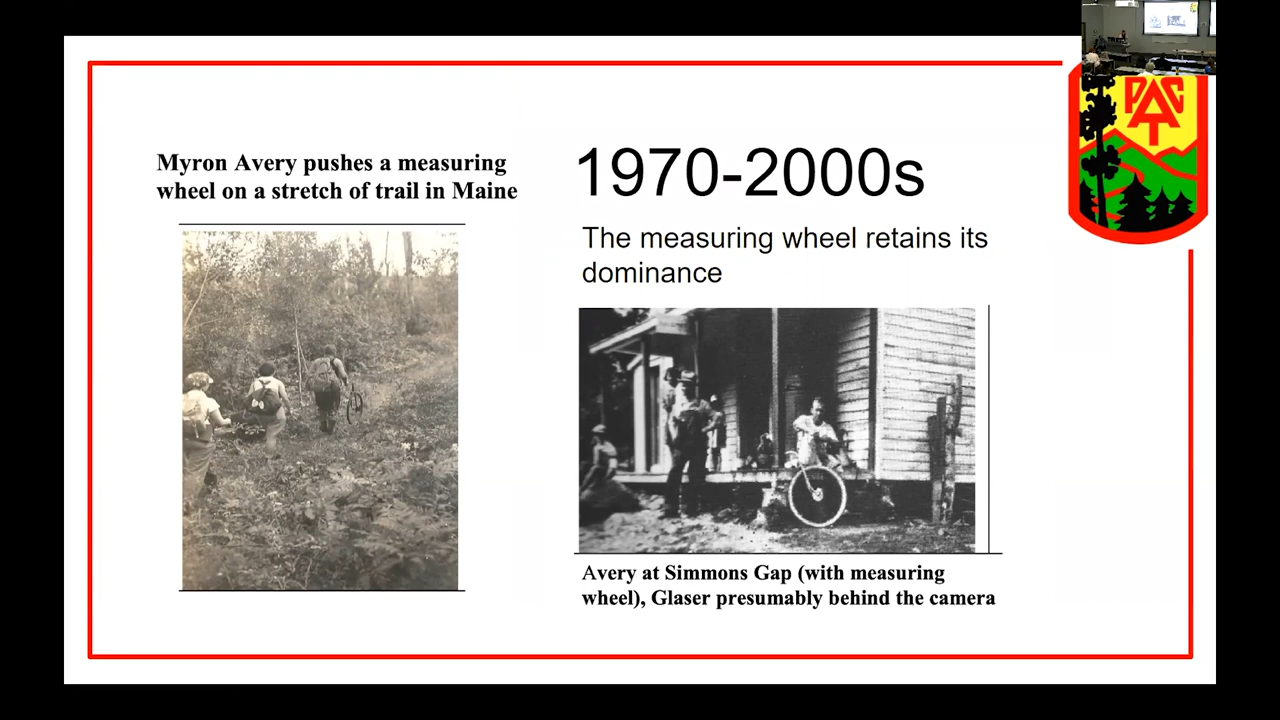 Myron Avery pushes a measuring
wheel on a stretch of trail in Maine
1970-2000s
The measuring wheel retains its
dominance
Avery at Simmons Gap (with measuring
wheel), Glaser presumably behind the camera
PATC